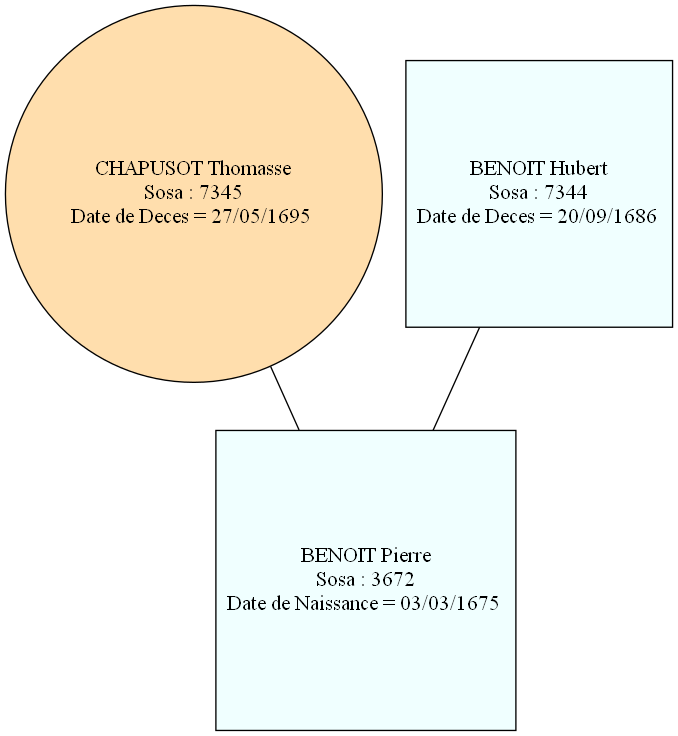 CHAPUSOT Thomasse
Sosa : 7345
Date de Deces = 27/05/1695
BENOIT Hubert
Sosa : 7344
Date de Deces = 20/09/1686
BENOIT Pierre
Sosa : 3672
Date de Naissance = 03/03/1675